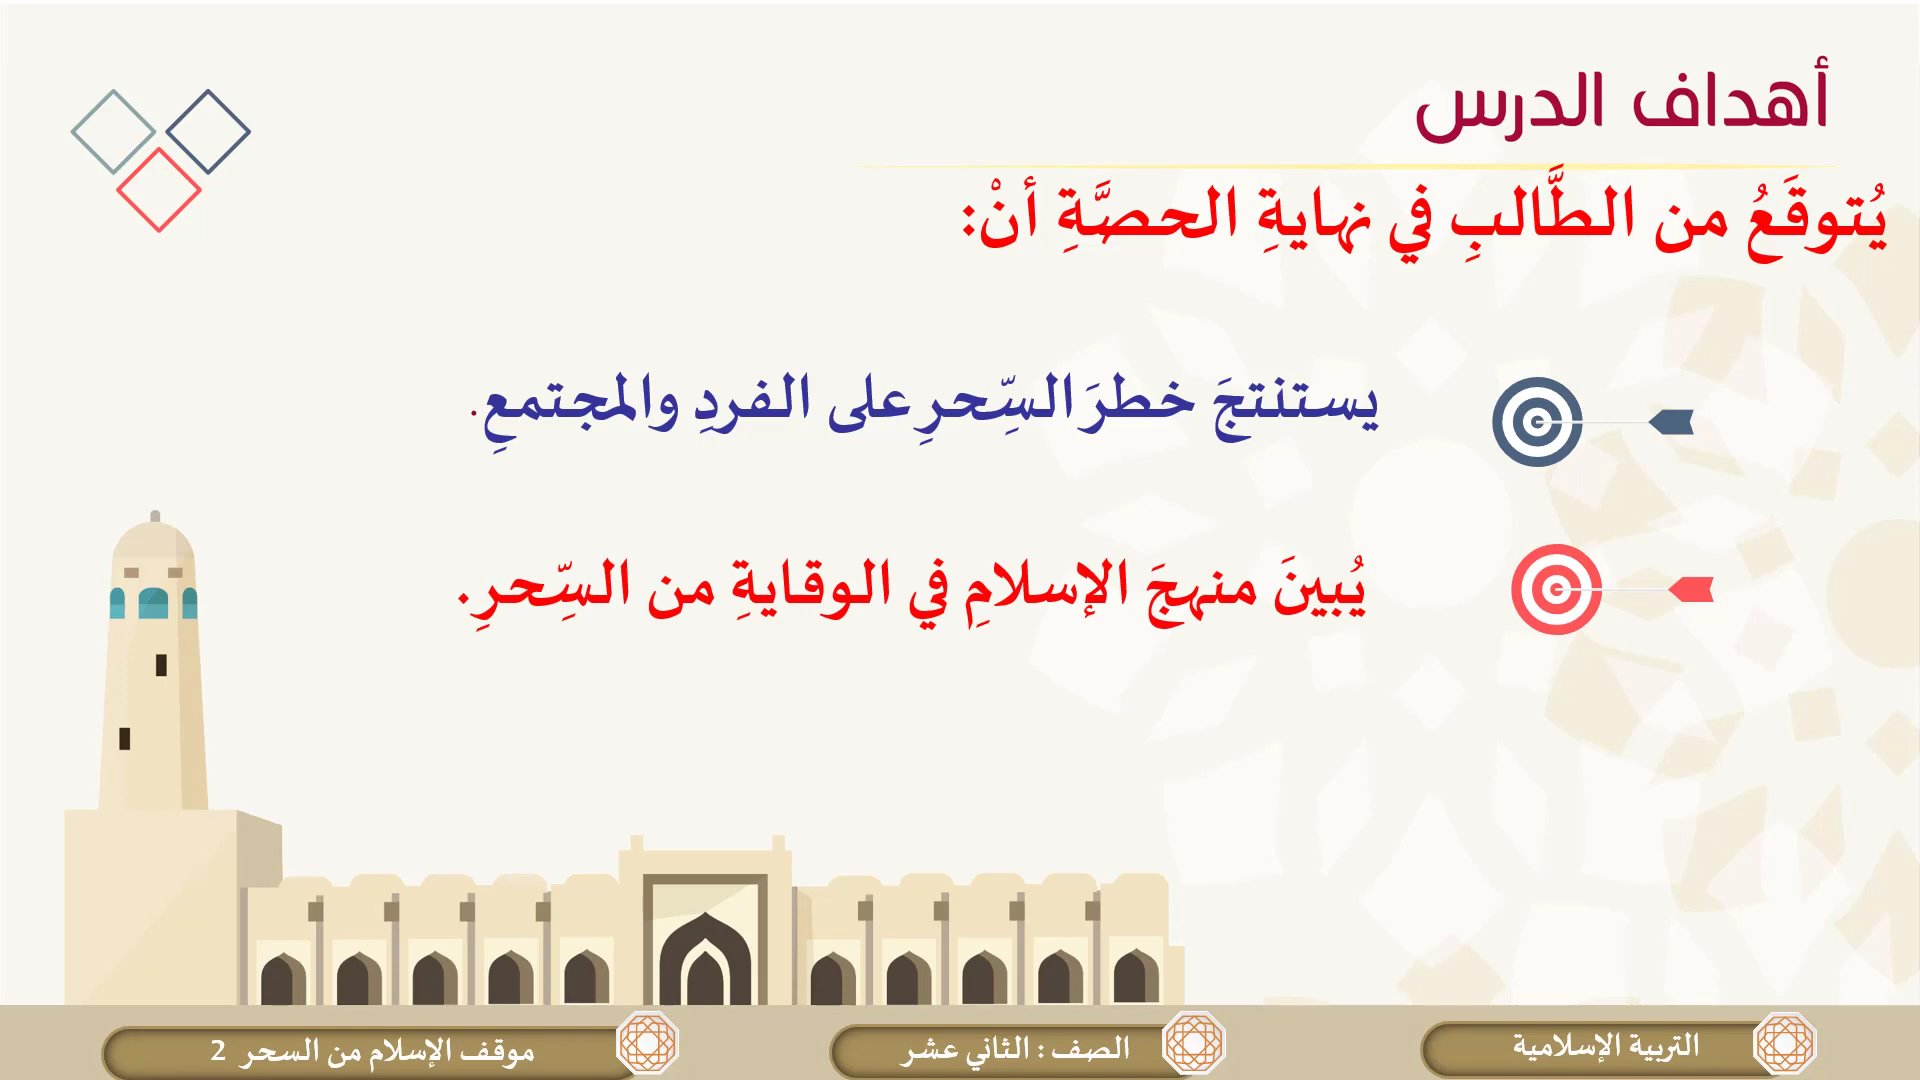 أهداف الدرس
يُتوقَعُ من الطَّالبِ في نهايةِ الحصَّةِ أنْ:
يستنتجَ خطرَ السِّحرِ على الفردِ والمجتمعِ.
يُبينَ منهجَ الإسلامِ في الوقايةِ من السِّحرِ.
التربية الإسلامية
الصف : الثاني عشر
موقف الإسلام من السحر 2